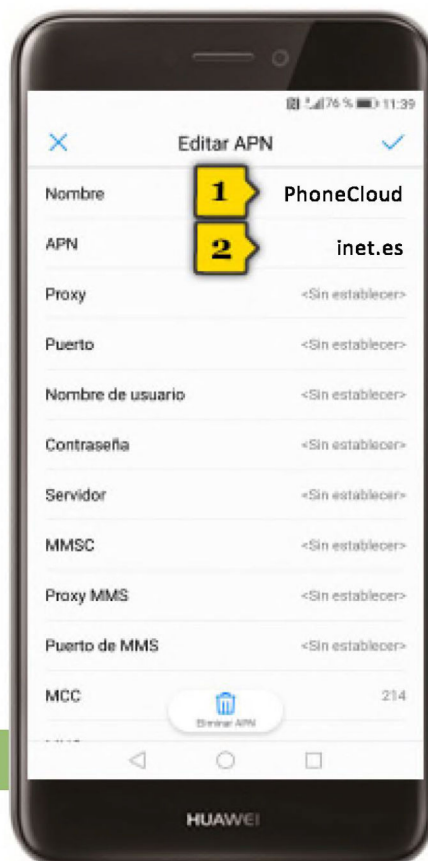 76 % 11:39
Editar APN
Nombre 1 PhoneCloud
APN 2 inet.es
Proxy <Sin establecer>
Puerto <Sin establecer>
Nombre de usuario <Sin establecer>
Contraseña <Sin establecer>
Servidor <Sin establecer>
MMSC <Sin establecer>
Proxy MMS <Sin establecer>
Puerto de MMS <Sin establecer>
MCC 214
Eliminar APN
HUAWEI